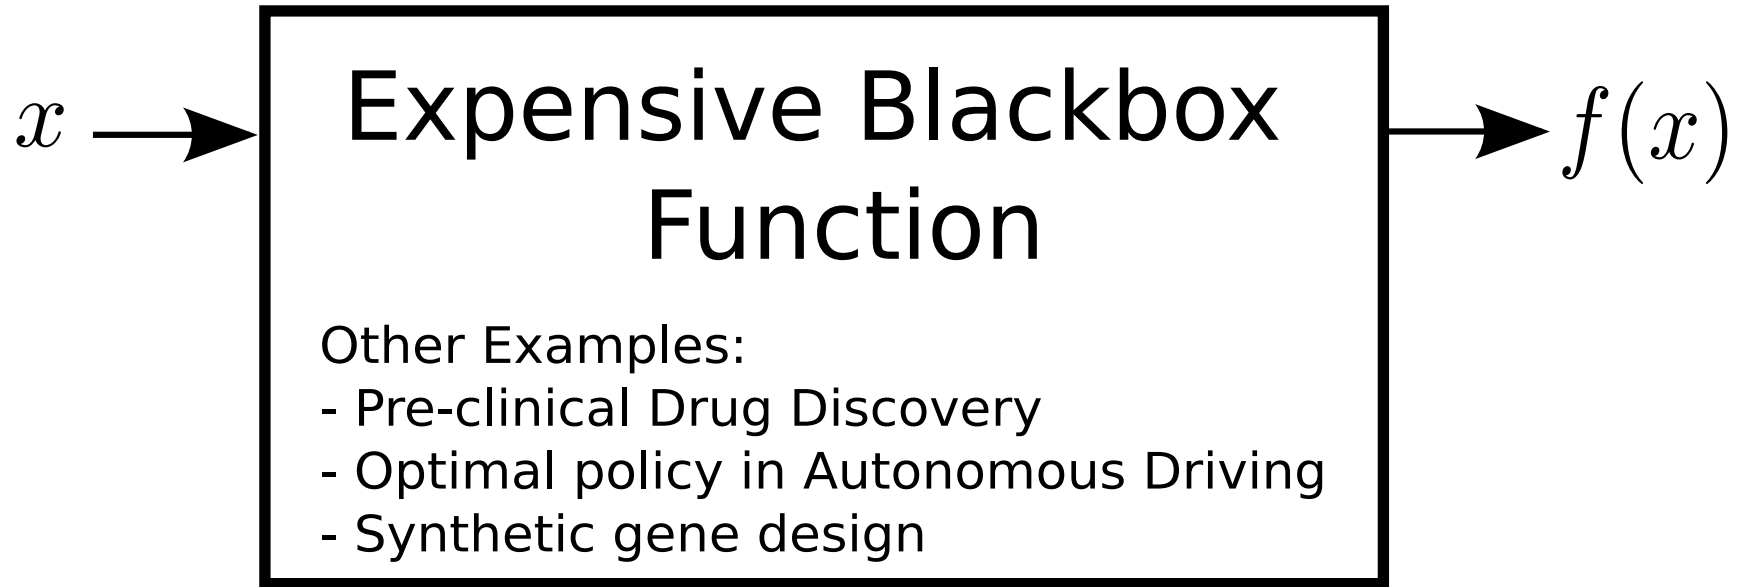 x
Expensive Blackbox
Function
f(x)
Other Examples:
- Pre-clinical Drug Discovery
- Optimal policy in Autonomous Driving
- Synthetic gene design